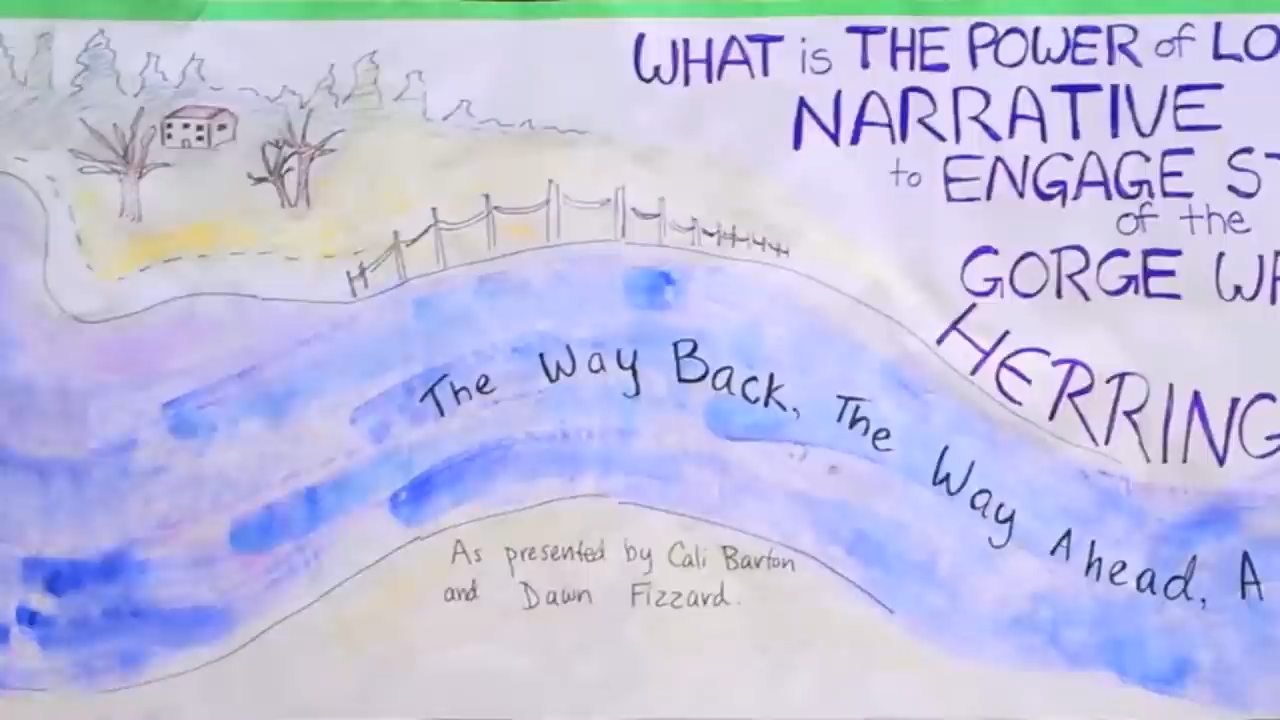 WHAT is THE POWER of LO
NARRATIVE
to ENGAGE ST
of the
GORGE WA
HERRING
The Way Back, The Way Ahead, A
As presented by Cali Barton
and Dawn Fizzard.